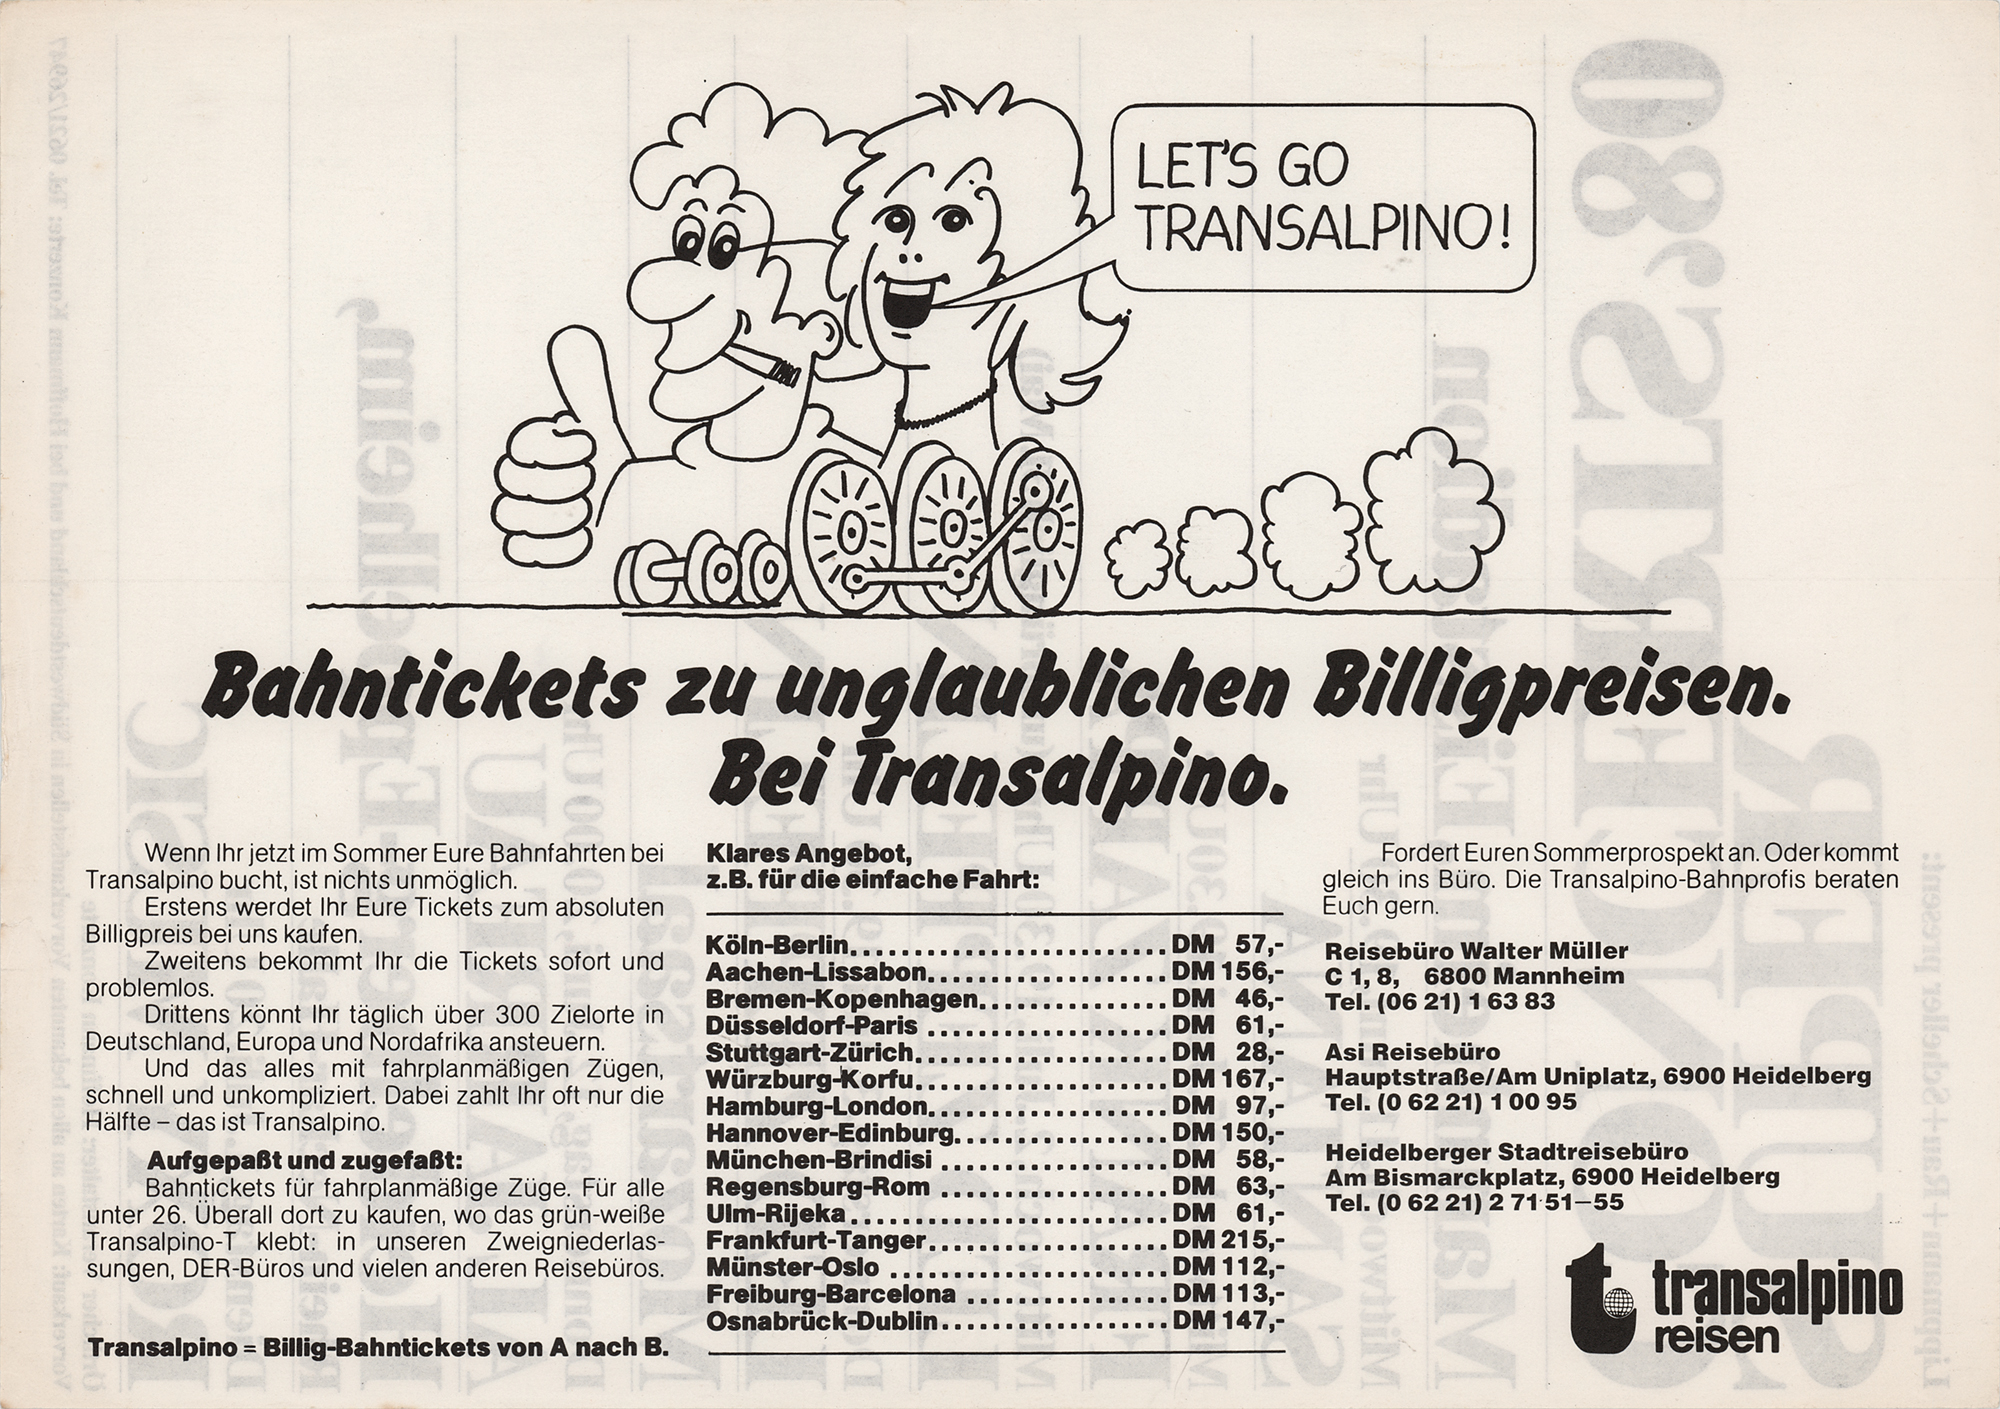 LET'S GO
TRANSALPINO!
Bahntickets zu unglaublichen Billigpreisen.
Bei Transalpino.
Wenn Ihr jetzt im Sommer Eure Bahnfahrten bei
Transalpino bucht, ist nichts unmöglich.
Erstens werdet Ihr Eure Tickets zum absoluten
Billigpreis bei uns kaufen.
Zweitens bekommt Ihr die Tickets sofort und
problemlos.
Drittens könnt Ihr täglich über 300 Zielorte in
Deutschland, Europa und Nordafrika ansteuern.
Und das alles mit fahrplanmäßigen Zügen,
schnell und unkompliziert. Dabei zahlt Ihr oft nur die
Hälfte – das ist Transalpino.
Aufgepaßt und zugefaßt:
Bahntickets für fahrplanmäßige Züge. Für alle
unter 26. Überall dort zu kaufen, wo das grün-weiße
Transalpino-T klebt: in unseren Zweigniederlas-
sungen, DER-Büros und vielen anderen Reisebüros.
Transalpino = Billig-Bahntickets von A nach B.
Klares Angebot,
z.B. für die einfache Fahrt:
Köln-Berlin........................DM 57,-
Aachen-Lissabon..................DM 156,-
Bremen-Kopenhagen..............DM 46,-
Düsseldorf-Paris ..................DM 61,-
Stuttgart-Zürich...................DM 28,-
Würzburg-Korfu...................DM 167,-
Hamburg-London..................DM 97,-
Hannover-Edinburg................DM 150,-
München-Brindisi .................DM 58,-
Regensburg-Rom .................DM 63,-
Ulm-Rijeka........................DM 61,-
Frankfurt-Tanger..................DM 215,-
Münster-Oslo .....................DM 112,-
Freiburg-Barcelona ...............DM 113,-
Osnabrück-Dublin.................DM 147,-
Fordert Euren Sommerprospekt an. Oder kommt
gleich ins Büro. Die Transalpino-Bahnprofis beraten
Euch gern.
Reisebüro Walter Müller
C 1, 8, 6800 Mannheim
Tel. (06 21) 1 63 83
Asi Reisebüro
Hauptstraße/Am Uniplatz, 6900 Heidelberg
Tel. (0 62 21) 1 00 95
Heidelberger Stadtreisebüro
Am Bismarckplatz, 6900 Heidelberg
Tel. (0 62 21) 2 71 51–55
t
transalpino
reisen